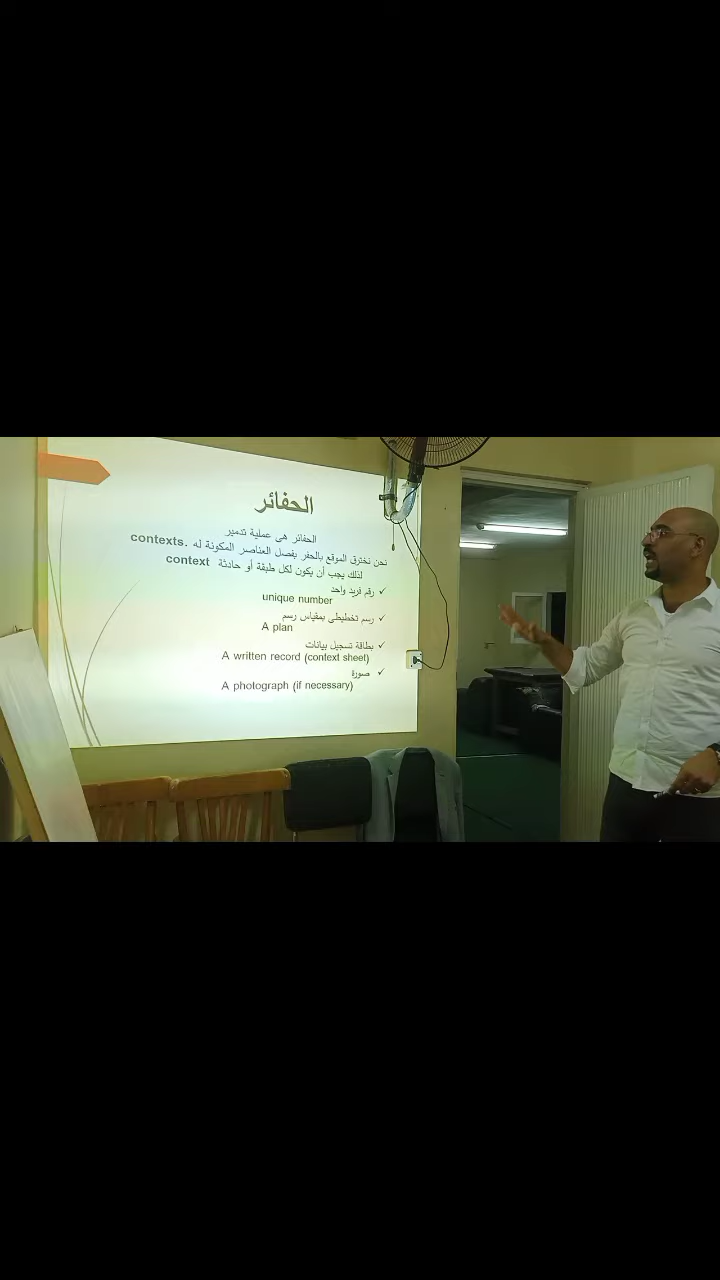 الحفائر
الحفائر هى عملية تدمير
نحن نخترق الموقع بالحفر بفصل العناصر المكونة له .contexts
لذلك يجب أن يكون لكل طبقة أو حادثة context
✓ رقم فريد واحد
unique number
✓ رسم تخطيطى بمقياس رسم
A plan
✓ بطاقة تسجيل بيانات
A written record (context sheet)
✓ صورة
A photograph (if necessary)